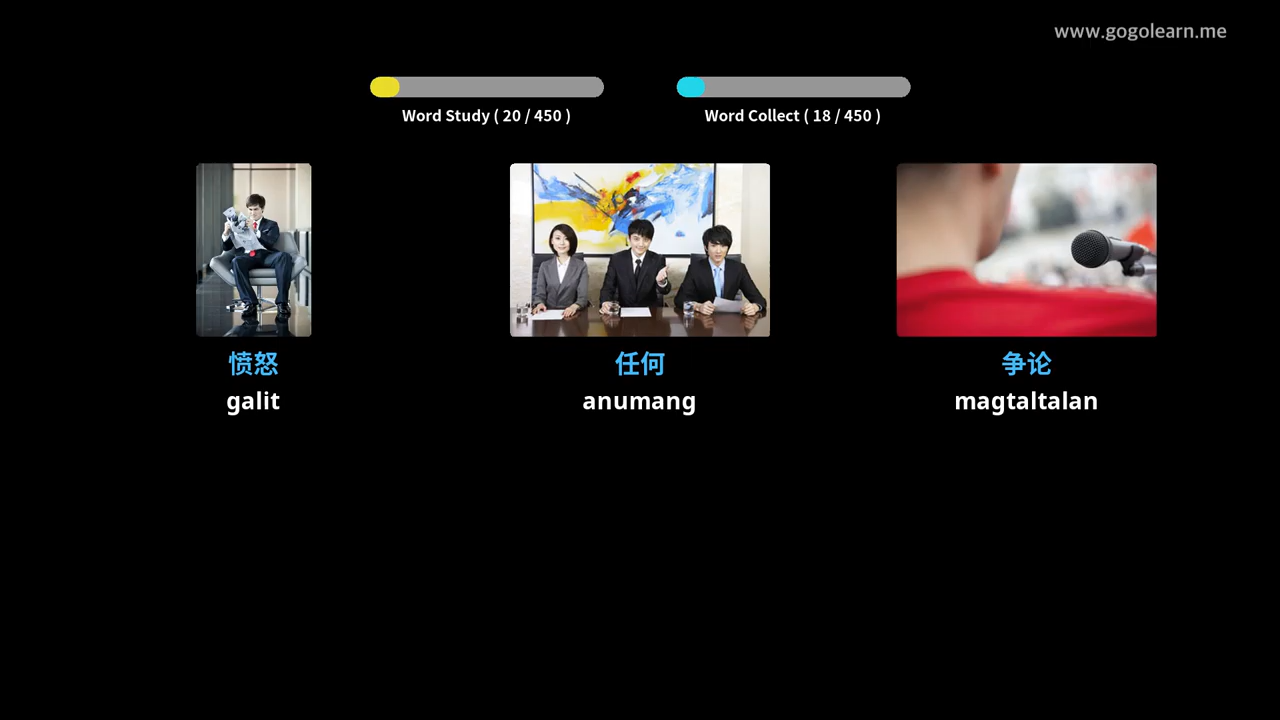 www.gogolearn.me
Word Study ( 20 / 450 )
Word Collect ( 18 / 450 )
愤怒
galit
任何
anumang
争论
magtaltalan